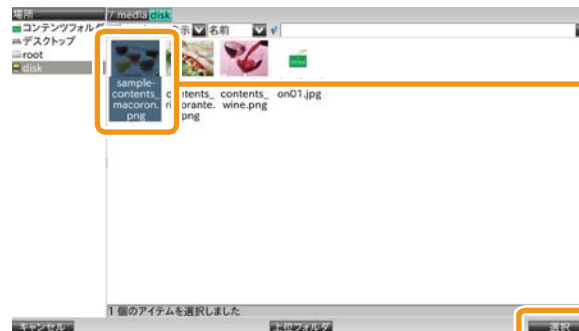 場所
コンテンツフォルダ
デスクトップ
root
disk
/ media disk
示 名前
sample-
contents_
macoron.
png
contents_
ristorante.
png
contents_
wine.png
on01.jpg
1 個のアイテムを選択しました
キャンセル
上位フォルダ
選択